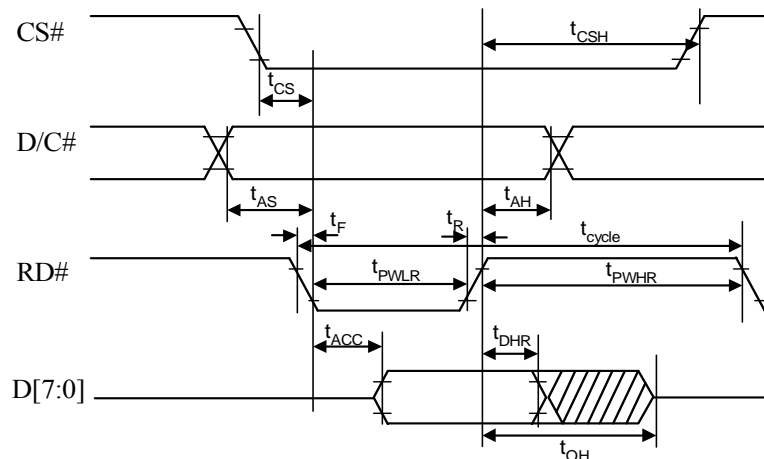 CS#
tCSH
tCS
D/C#
tAS
tAH
tF
tR
tcycle
RD#
tPWLR
tPWHR
tACC
tDHR
D[7:0]
tOH